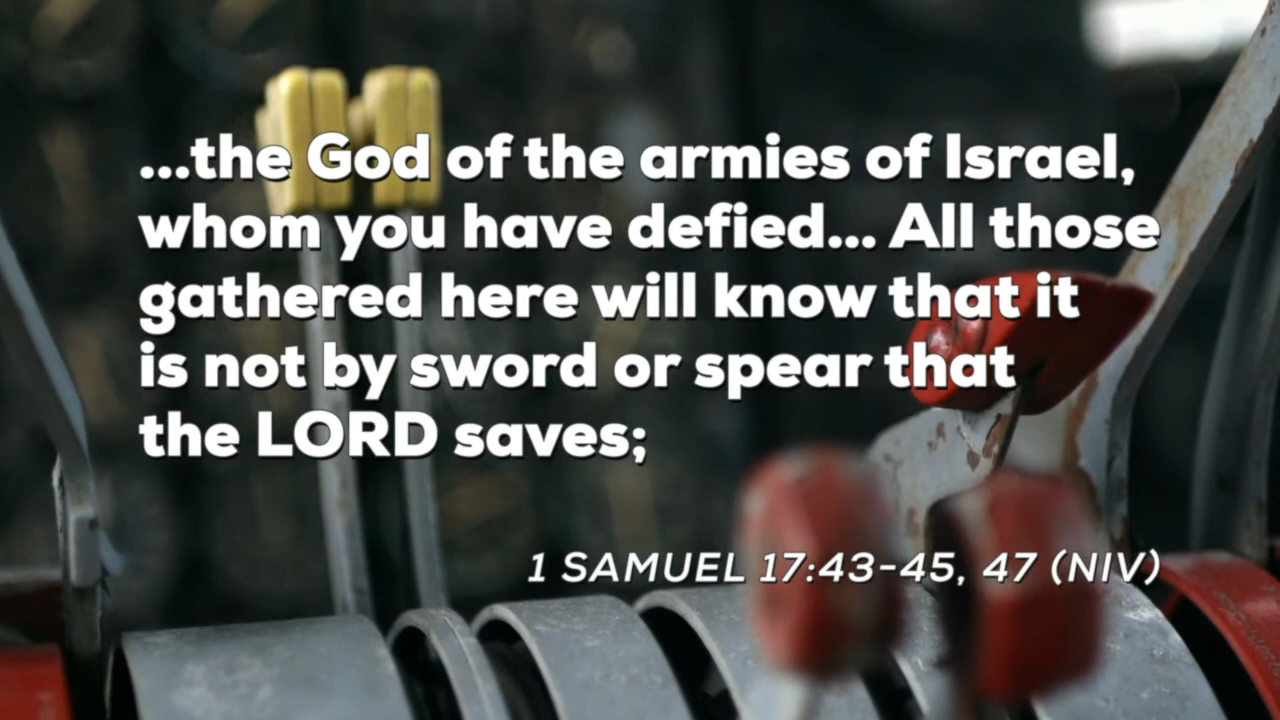 ...the God of the armies of Israel,
whom you have defied... All those
gathered here will know that it
is not by sword or spear that
the LORD saves;
1 SAMUEL 17:43-45, 47 (NIV)